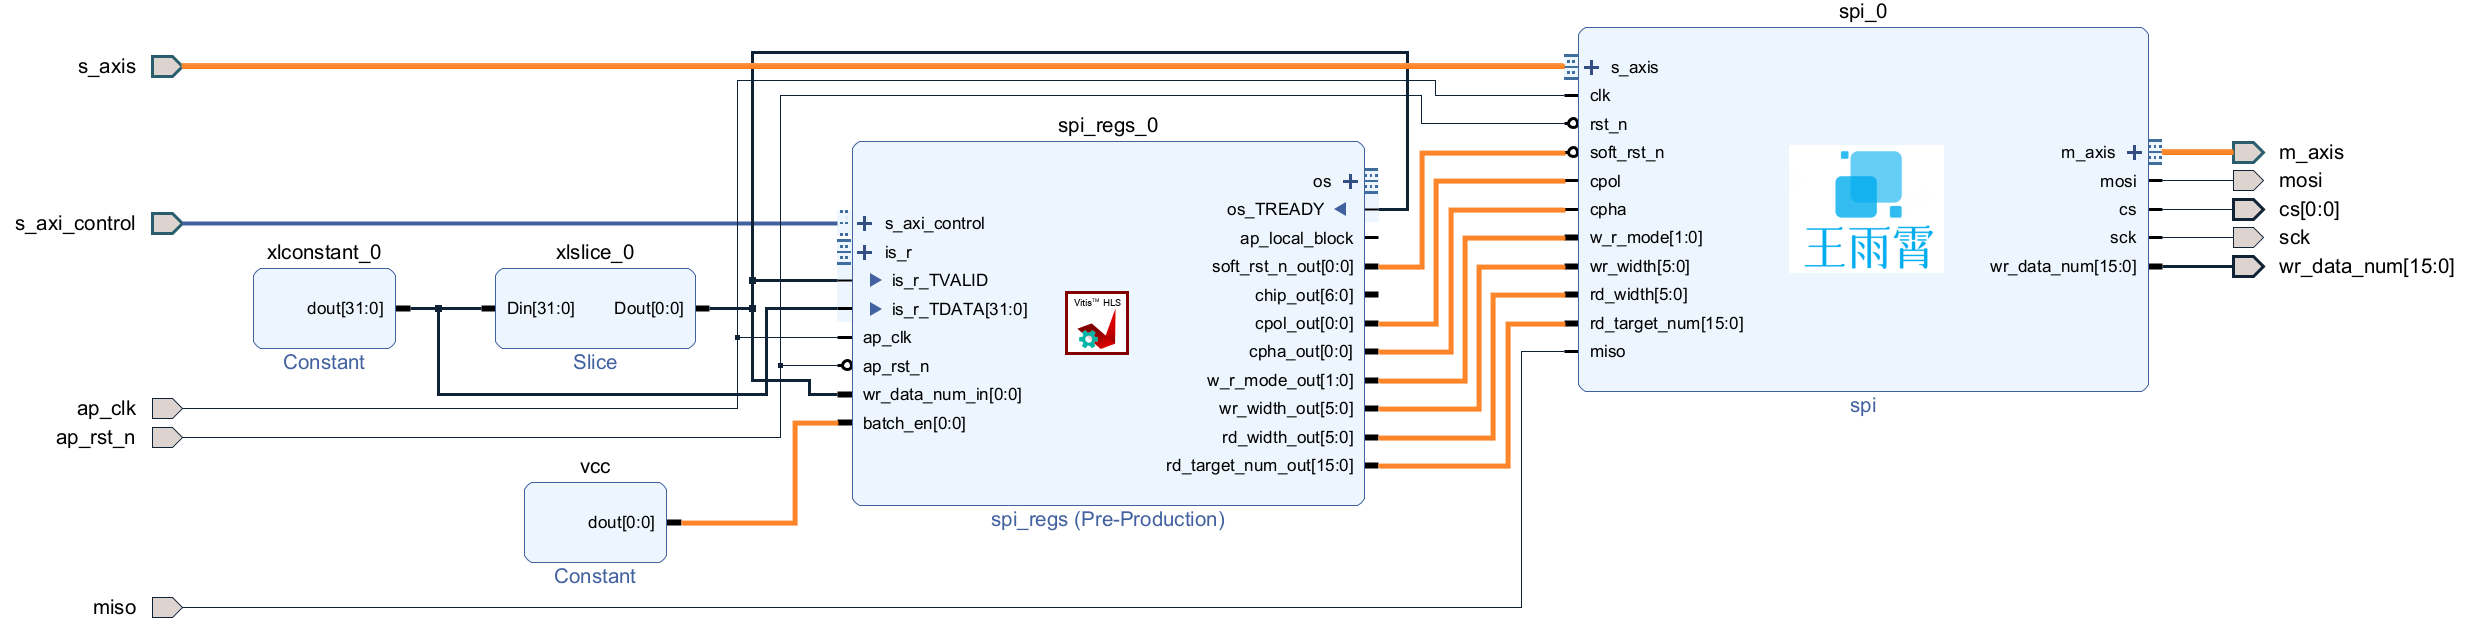 spi_0
s_axis
s_axis
clk
spi_regs_0
rst_n
soft_rst_n
m_axis
m_axis
os
cpol
mosi
mosi
os_TREADY
cpha
cs
cs[0:0]
s_axi_control
s_axi_control
ap_local_block
w_r_mode[1:0]
王雨霄
sck
sck
xlconstant_0
xlslice_0
is_r
soft_rst_n_out[0:0]
wr_width[5:0]
wr_data_num[15:0]
wr_data_num[15:0]
is_r_TVALID
chip_out[6:0]
rd_width[5:0]
dout[31:0]
Din[31:0]
Dout[0:0]
is_r_TDATA[31:0]
Vitis™ HLS
cpol_out[0:0]
rd_target_num[15:0]
ap_clk
cpha_out[0:0]
miso
Constant
Slice
ap_rst_n
w_r_mode_out[1:0]
wr_data_num_in[0:0]
wr_width_out[5:0]
spi
ap_clk
batch_en[0:0]
rd_width_out[5:0]
ap_rst_n
rd_target_num_out[15:0]
vcc
dout[0:0]
spi_regs (Pre-Production)
Constant
miso